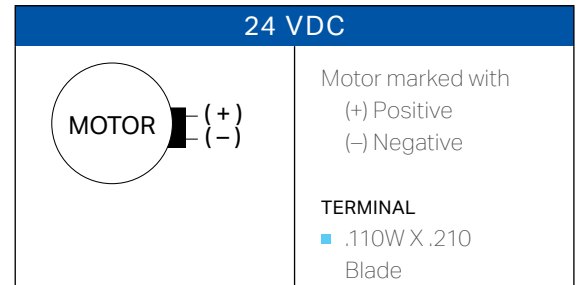 24 VDC
MOTOR
(+)
(–)
Motor marked with
(+) Positive
(–) Negative
TERMINAL
.110W X .210
Blade